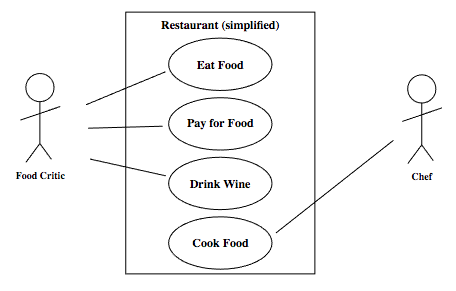 Restaurant (simplified)
Eat Food
Pay for Food
Food Critic
Chef
Drink Wine
Cook Food